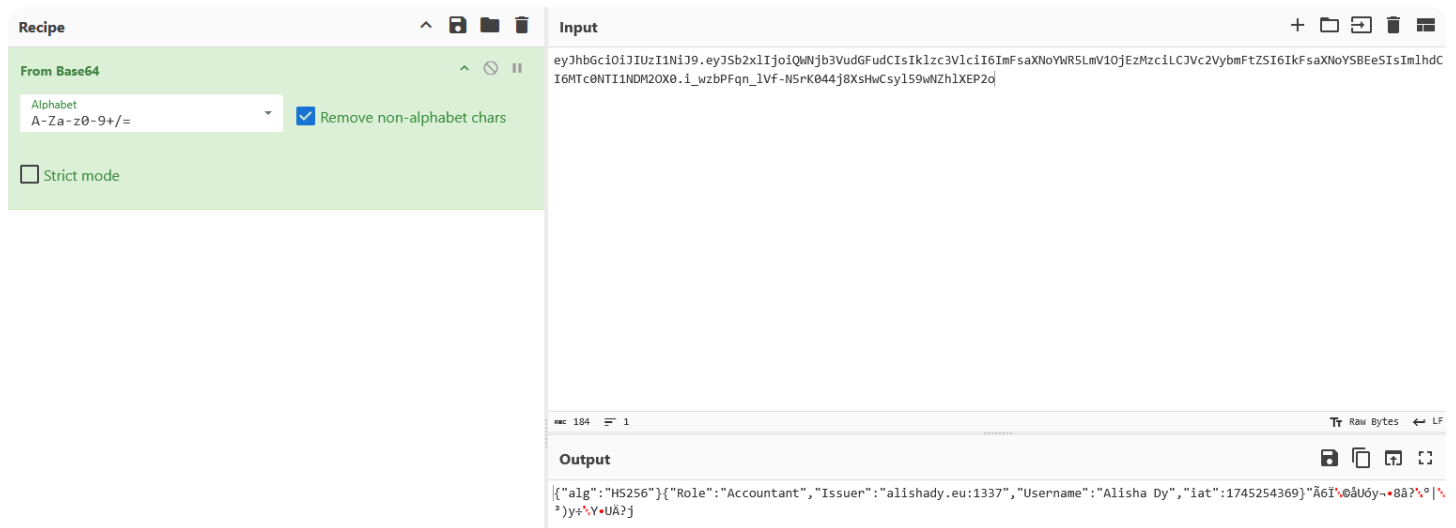 Recipe
From Base64
Alphabet
A-Za-z0-9+/=
Remove non-alphabet chars
Strict mode
Input
eyJhbGciOiJIUzI1NiJ9.eyJSb2xlIjoiQWNjb3VudGFudCIsIklzc3VlciI6ImFsaXNoYWR5LmV1OjEzMzciLCJVc2VybmFtZSI6IkFsaXNoYSBEeSIsImlhdC
I6MTc0NTI1NDM2OX0.i_wzbPFqn_lVf-N5rK044j8XsHwCsyl59wNZhlXEP2o
ABC 184 1
Raw Bytes LF
Output
{"alg":"HS256"}{"Role":"Accountant","Issuer":"alishady.eu:1337","Username":"Alisha Dy","iat":1745254369}